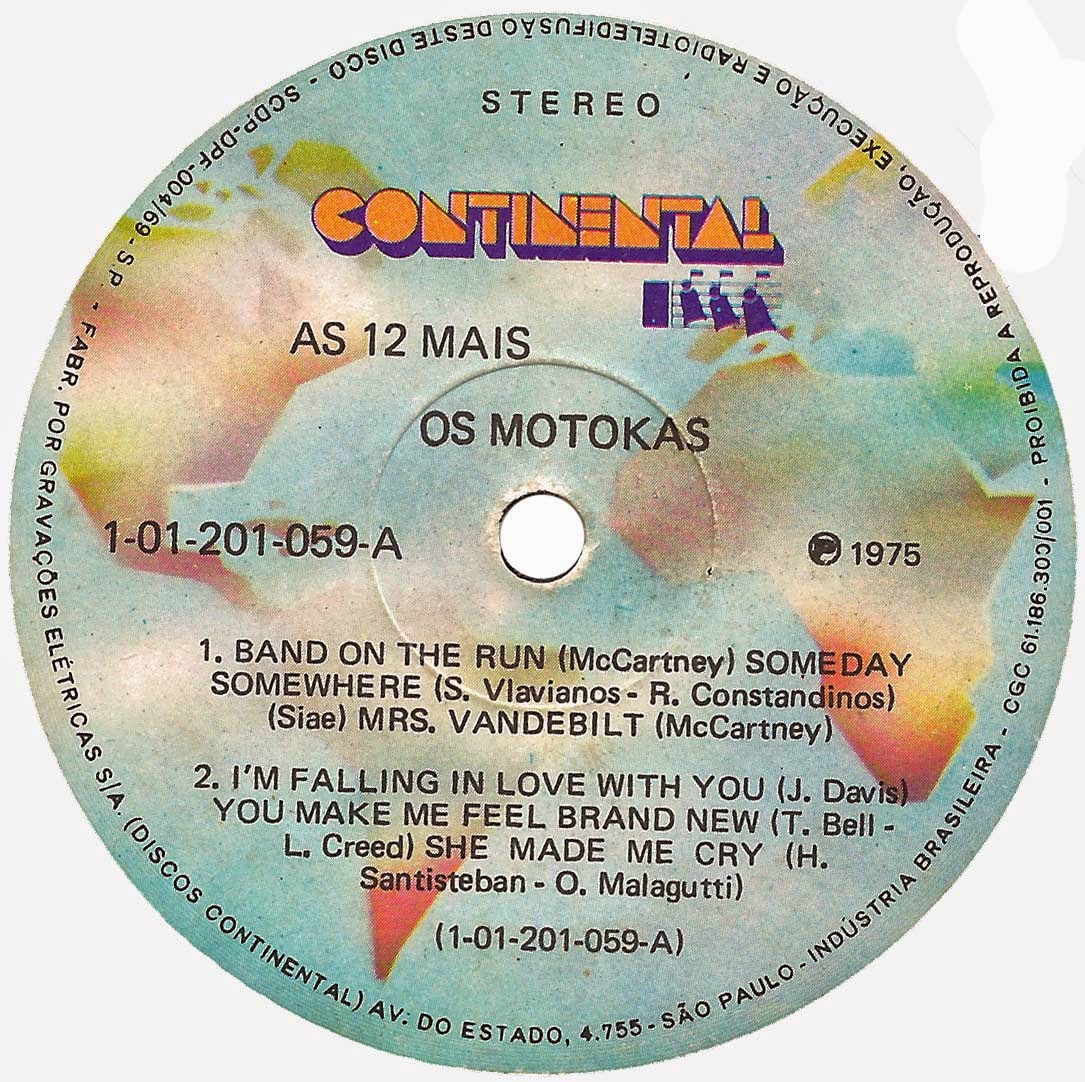 STEREO
CONTINENTAL
AS 12 MAIS
OS MOTOKAS
1-01-201-059-A
Ⓟ 1975
1. BAND ON THE RUN (McCartney) SOMEDAY
SOMEWHERE (S. Vlavianos - R. Constandinos)
(Siae) MRS. VANDEBILT (McCartney)
2. I'M FALLING IN LOVE WITH YOU (J. Davis)
YOU MAKE ME FEEL BRAND NEW (T. Bell -
L. Creed) SHE MADE ME CRY (H.
Santisteban - O. Malagutti)
(1-01-201-059-A)
FABR. POR GRAVAÇÕES ELÉTRICAS S/A. (DISCOS CONTINENTAL) AV: DO ESTADO, 4.755 - SÃO PAULO - INDÚSTRIA BRASILEIRA - CGC 61.186.300/001 - PROIBIDA A REPRODUÇÃO, EXECUÇÃO E RADIOTELEDIFUSÃO DESTE DISCO - SCDP-DPF-004/69 - S P. -